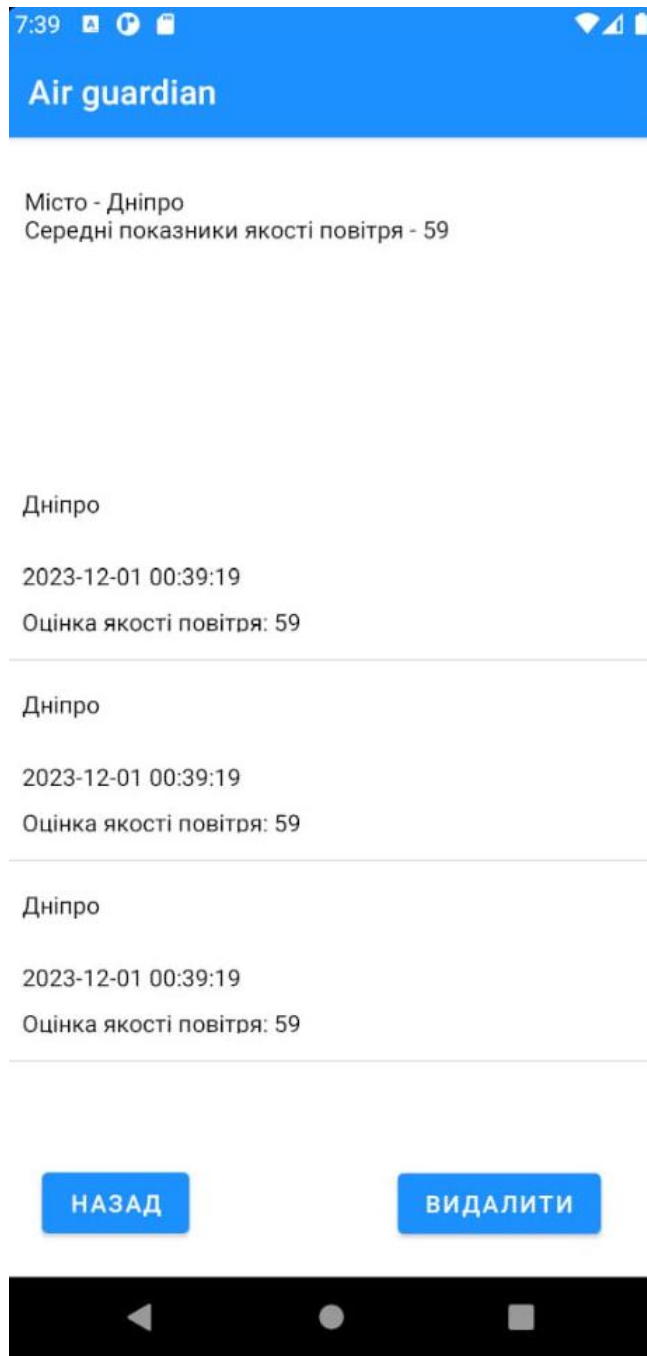 7:39
Air guardian
Місто - Дніпро
Середні показники якості повітря - 59
Дніпро
2023-12-01 00:39:19
Оцінка якості повітря: 59
Дніпро
2023-12-01 00:39:19
Оцінка якості повітря: 59
Дніпро
2023-12-01 00:39:19
Оцінка якості повітря: 59
НАЗАД
ВИДАЛИТИ